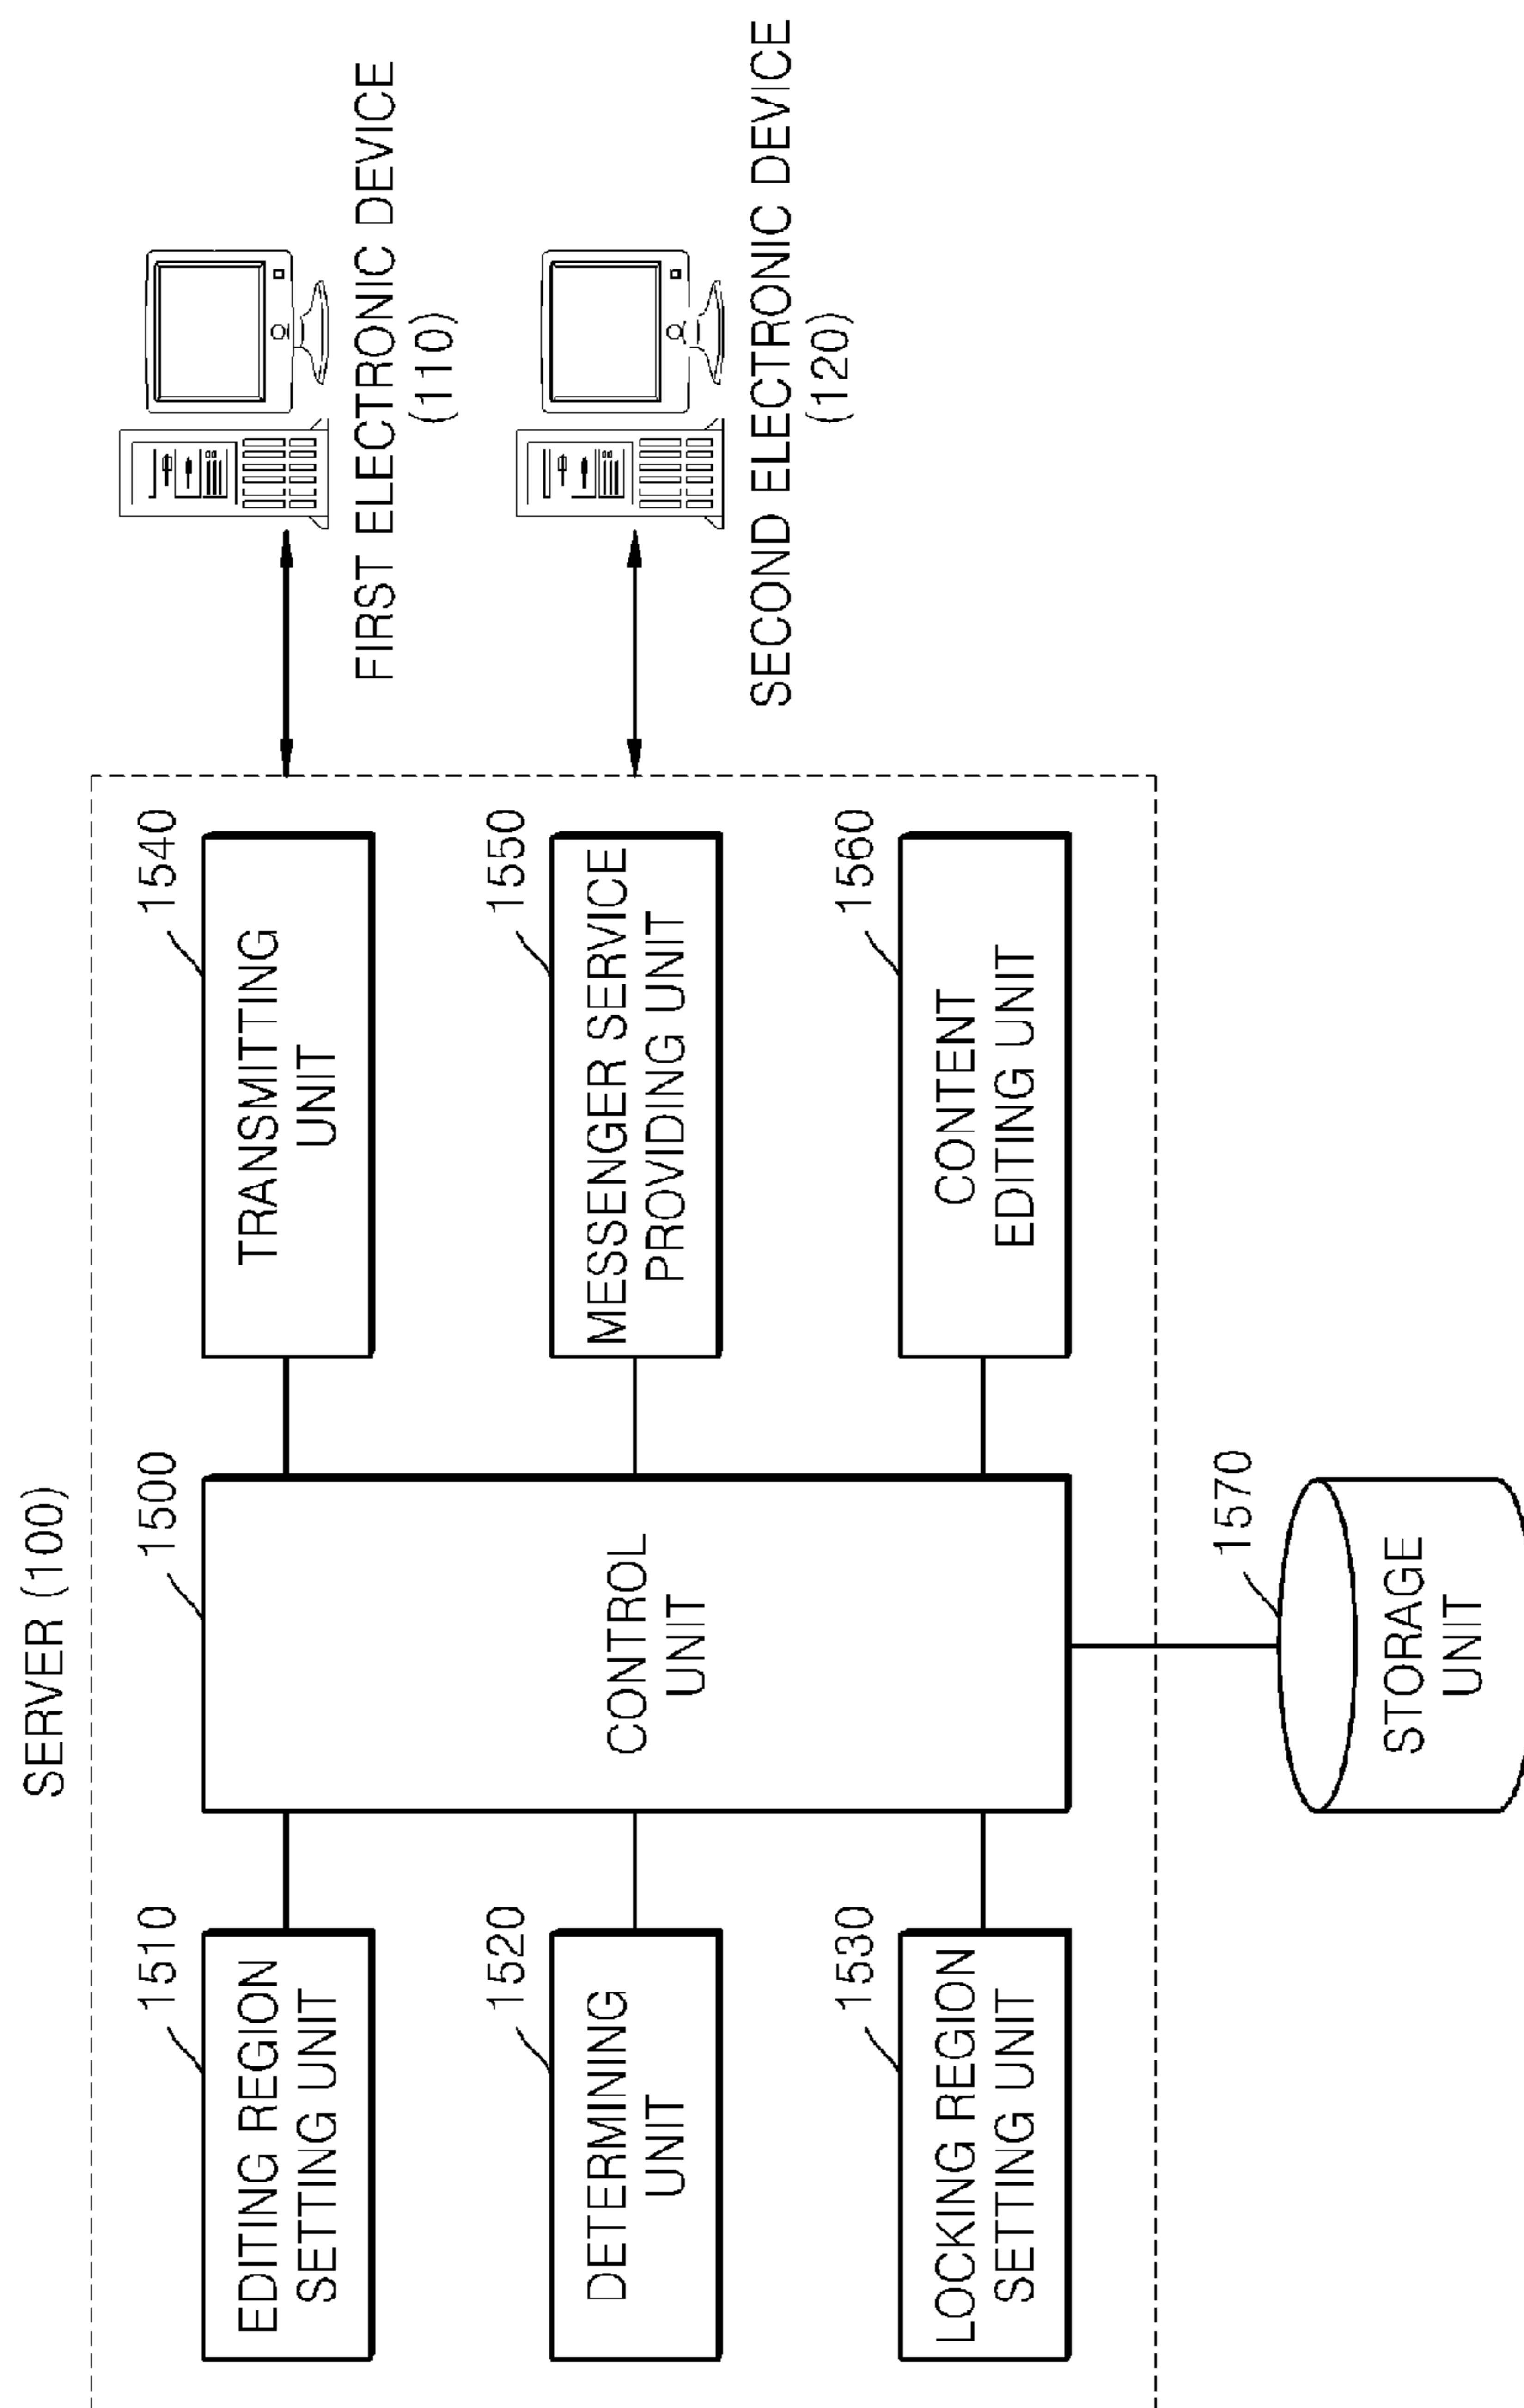 SERVER (100)
1510
EDITING REGION
SETTING UNIT
1520
DETERMINING
UNIT
1530
LOCKING REGION
SETTING UNIT
1500
CONTROL
UNIT
1540
TRANSMITTING
UNIT
1550
MESSENGER SERVICE
PROVIDING UNIT
1560
CONTENT
EDITING UNIT
1570
STORAGE
UNIT
FIRST ELECTRONIC DEVICE
(110)
SECOND ELECTRONIC DEVICE
(120)